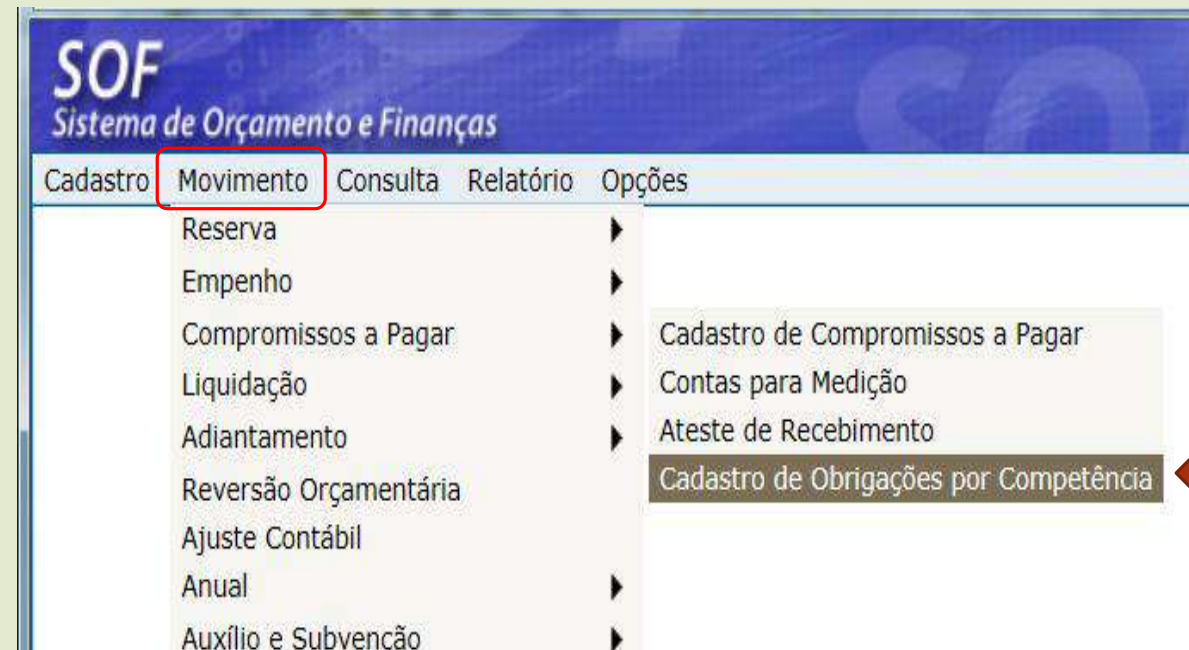 SOF
Sistema de Orçamento e Finanças
Cadastro Movimento Consulta Relatório Opções
Reserva
Empenho
Compromissos a Pagar
Liquidação
Adiantamento
Reversão Orçamentária
Ajuste Contábil
Anual
Auxílio e Subvenção
Cadastro de Compromissos a Pagar
Contas para Medição
Ateste de Recebimento
Cadastro de Obrigações por Competência